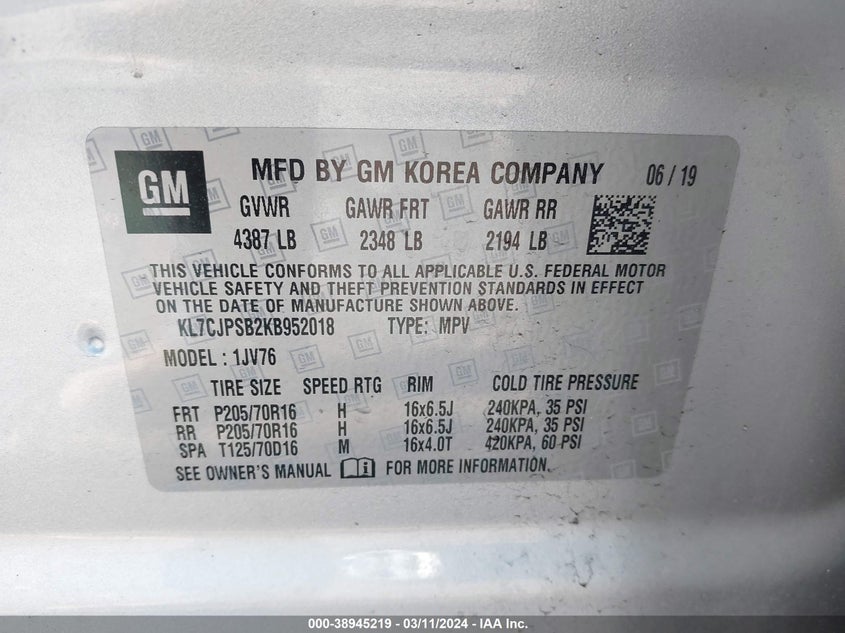 GM MFD BY GM KOREA COMPANY 06/19
GVWR GAWR FRT GAWR RR
4387 LB 2348 LB 2194 LB
THIS VEHICLE CONFORMS TO ALL APPLICABLE U.S. FEDERAL MOTOR
VEHICLE SAFETY AND THEFT PREVENTION STANDARDS IN EFFECT
ON THE DATE OF MANUFACTURE SHOWN ABOVE.
KL7CJPSB2KB952018 TYPE: MPV
MODEL : 1JV76
TIRE SIZE SPEED RTG RIM COLD TIRE PRESSURE
FRT P205/70R16 H 16x6.5J 240KPA, 35 PSI
RR P205/70R16 H 16x6.5J 240KPA, 35 PSI
SPA T125/70D16 M 16x4.0T 420KPA, 60 PSI
SEE OWNER'S MANUAL i FOR MORE INFORMATION.
000-38945219 - 03/11/2024 - IAA Inc.